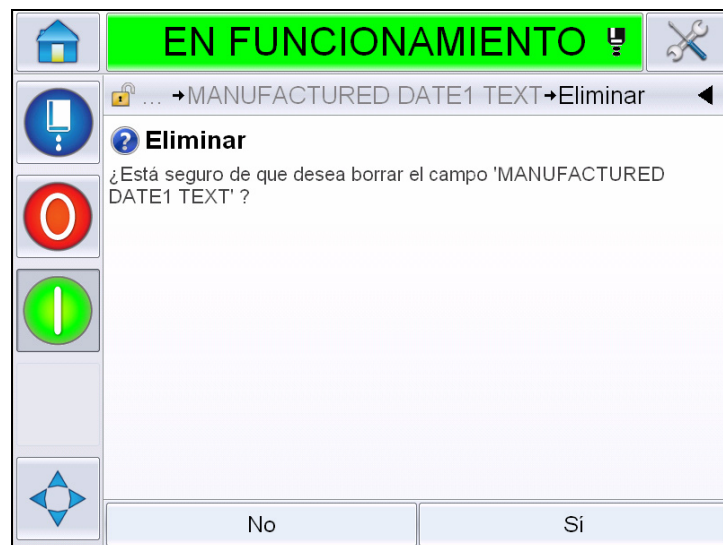 EN FUNCIONAMIENTO
... →MANUFACTURED DATE1 TEXT→Eliminar
Eliminar
¿Está seguro de que desea borrar el campo 'MANUFACTURED
DATE1 TEXT' ?
No
Sí